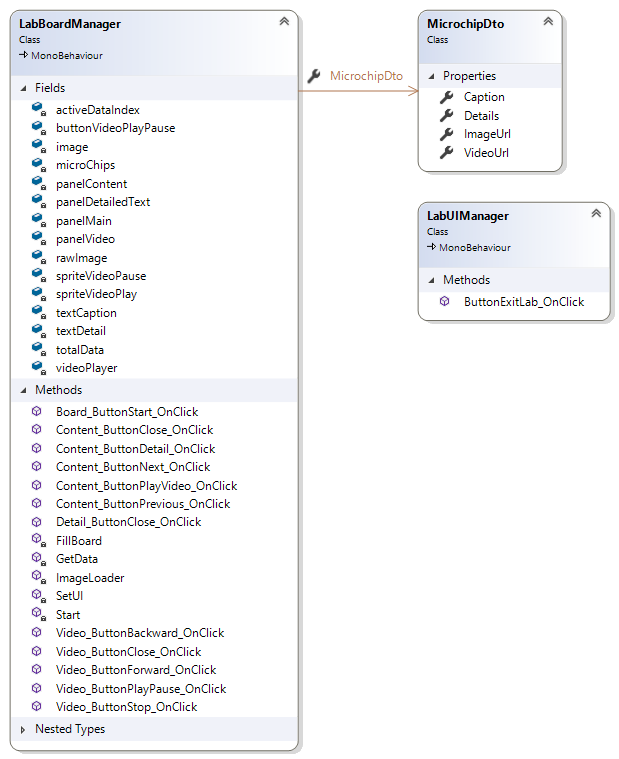 LabBoardManager
Class
MonoBehaviour
Fields
activeDataIndex
buttonVideoPlayPause
image
microChips
panelContent
panelDetailedText
panelMain
panelVideo
rawImage
spriteVideoPause
spriteVideoPlay
textCaption
textDetail
totalData
videoPlayer
Methods
Board_ButtonStart_OnClick
Content_ButtonClose_OnClick
Content_ButtonDetail_OnClick
Content_ButtonNext_OnClick
Content_ButtonPlayVideo_OnClick
Content_ButtonPrevious_OnClick
Detail_ButtonClose_OnClick
FillBoard
GetData
ImageLoader
SetUI
Start
Video_ButtonBackward_OnClick
Video_ButtonClose_OnClick
Video_ButtonForward_OnClick
Video_ButtonPlayPause_OnClick
Video_ButtonStop_OnClick
Nested Types
MicrochipDto
MicrochipDto
Class
Properties
Caption
Details
ImageUrl
VideoUrl
LabUIManager
Class
MonoBehaviour
Methods
ButtonExitLab_OnClick